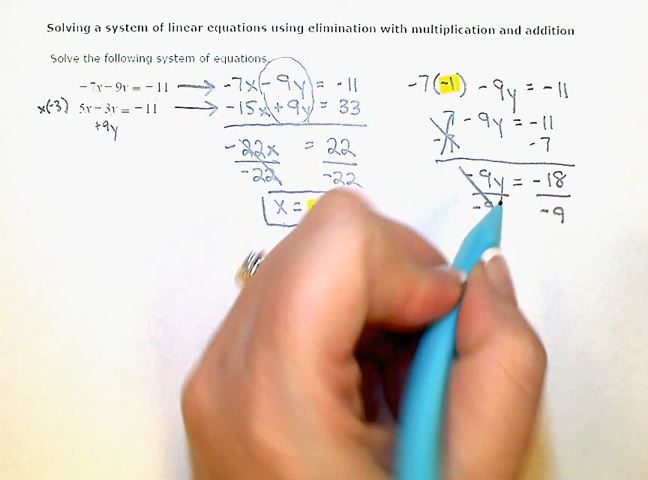 Solving a system of linear equations using elimination with multiplication and addition
Solve the following system of equations.
-7x-9y = -11 → -7x-9y = -11
x(-3) 5x-3y = -11 → -15x+9y = 33
+9y
-22x = 22
-22 -22
x =
-7(-1) -9y = -11
7 -9y = -11
-7 -7
-9y = -18
-9 -9